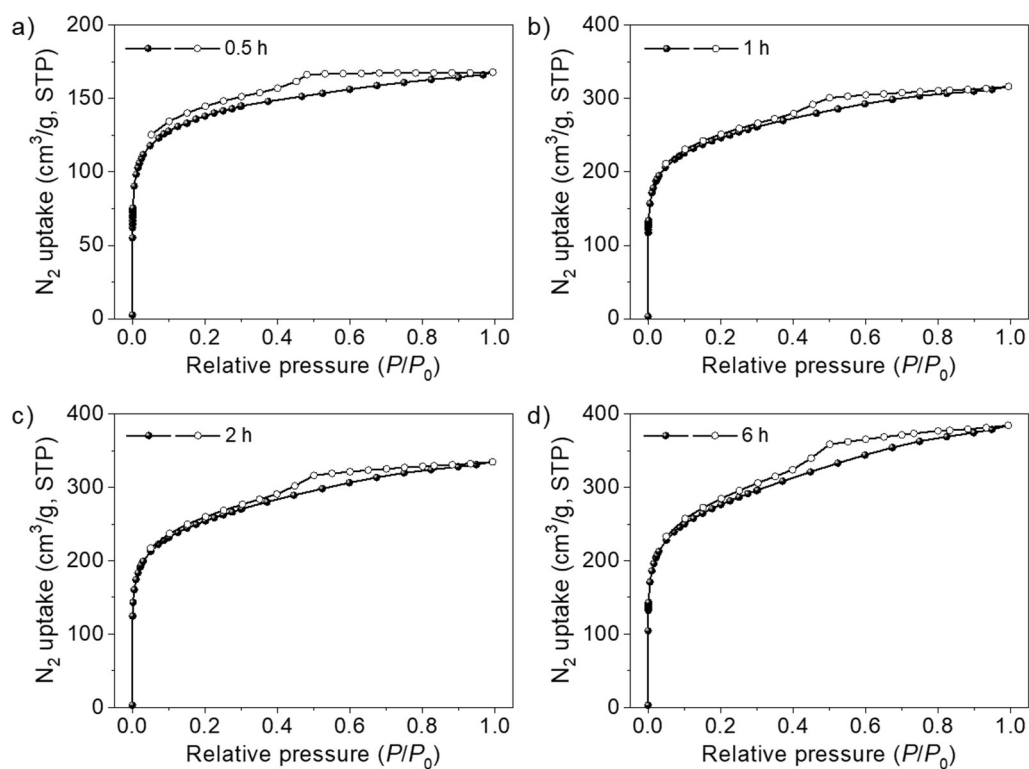 a)
0.5 h
200
150
100
50
0
N₂ uptake (cm³/g, STP)
0.0 0.2 0.4 0.6 0.8 1.0
Relative pressure (P/P₀)
b)
1 h
400
300
200
100
0
N₂ uptake (cm³/g, STP)
0.0 0.2 0.4 0.6 0.8 1.0
Relative pressure (P/P₀)
c)
2 h
400
300
200
100
0
N₂ uptake (cm³/g, STP)
0.0 0.2 0.4 0.6 0.8 1.0
Relative pressure (P/P₀)
d)
6 h
400
300
200
100
0
N₂ uptake (cm³/g, STP)
0.0 0.2 0.4 0.6 0.8 1.0
Relative pressure (P/P₀)